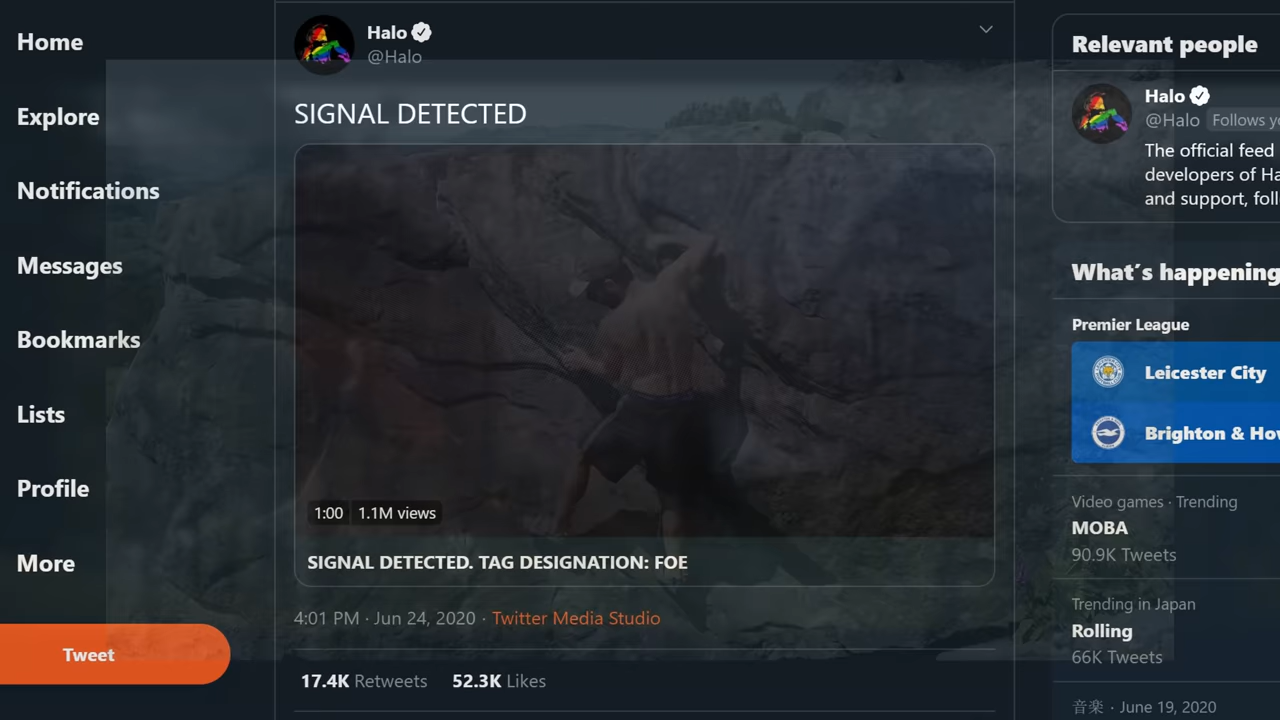 Home
Explore
Notifications
Messages
Bookmarks
Lists
Profile
More
Tweet
Halo
@Halo
SIGNAL DETECTED
1:00 1.1M views
SIGNAL DETECTED. TAG DESIGNATION: FOE
4:01 PM · Jun 24, 2020 · Twitter Media Studio
17.4K Retweets 52.3K Likes
Relevant people
Halo
@Halo Follows yo
The official feed
developers of Ha
and support, foll
What's happening
Premier League
Leicester City
Brighton & Hov
Video games · Trending
MOBA
90.9K Tweets
Trending in Japan
Rolling
66K Tweets
音楽 · June 19, 2020